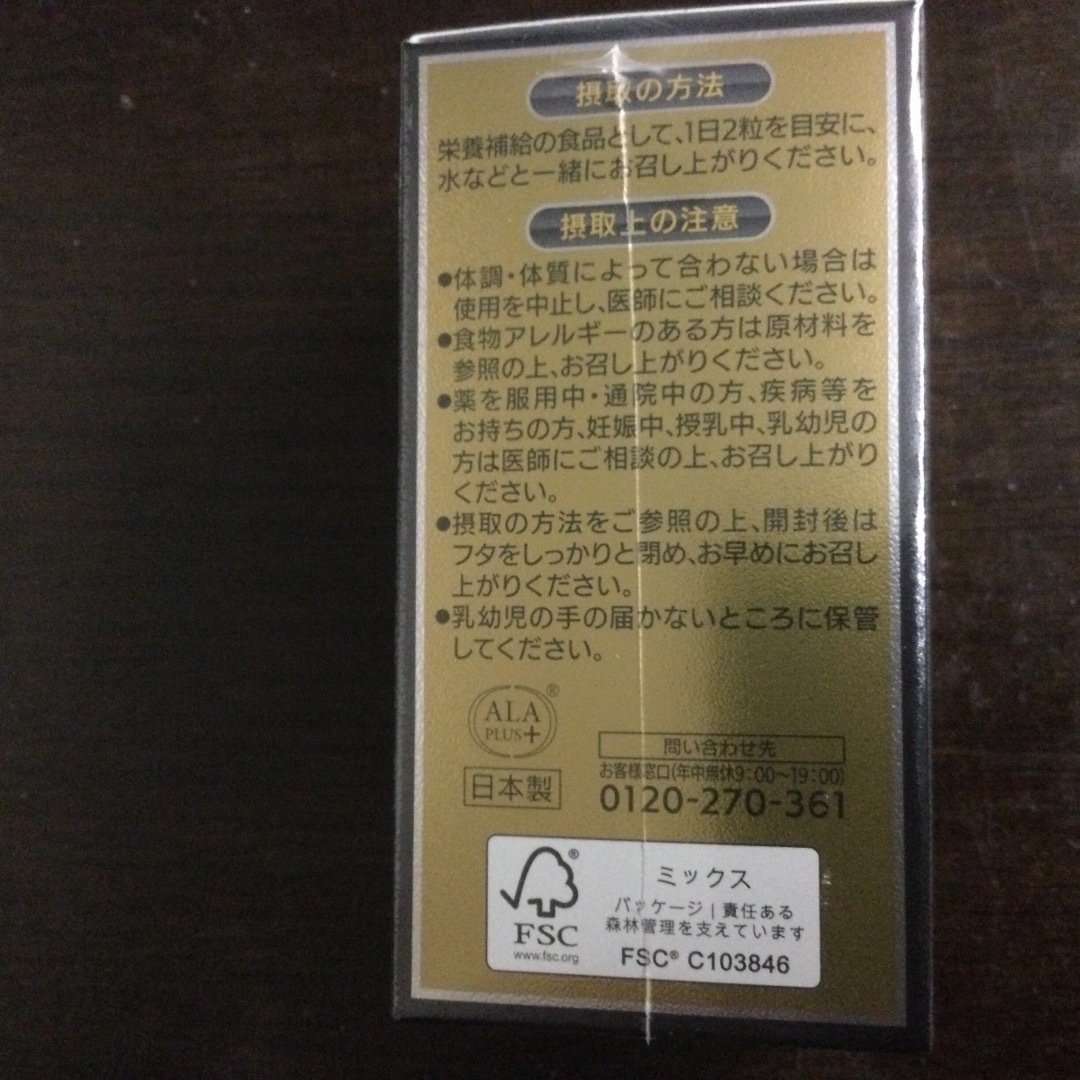 摂取の方法
栄養補給の食品として、1日2粒を目安に、
水などと一緒にお召し上がりください。
摂取上の注意
●体調・体質によって合わない場合は
使用を中止し、医師にご相談ください。
●食物アレルギーのある方は原材料を
参照の上、お召し上がりください。
●薬を服用中・通院中の方、疾病等を
お持ちの方、妊娠中、授乳中、乳幼児の
方は医師にご相談の上、お召し上がり
ください。
●摂取の方法をご参照の上、開封後は
フタをしっかりと閉め、お早めにお召し
上がりください。
●乳幼児の手の届かないところに保管
してください。
ALA
PLUS+
®
日本製
問い合わせ先
お客様窓口(年中無休9:00〜19:00)
0120-270-361
®
FSC
www.fsc.org
ミックス
パッケージ | 責任ある
森林管理を支えています
FSC® C103846